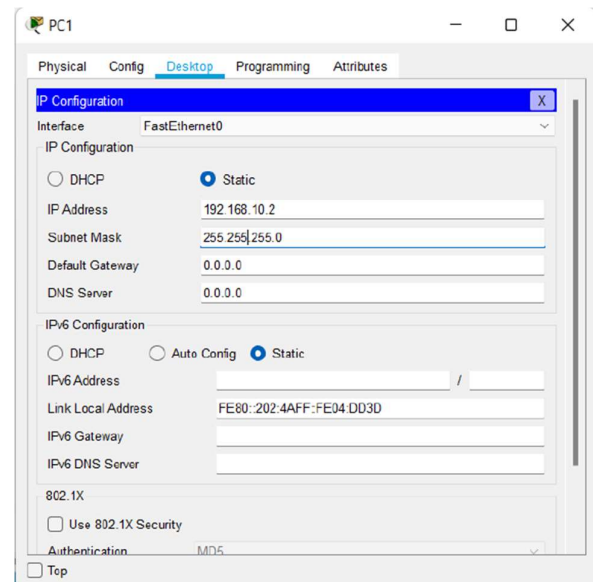 PC1
Physical Config Desktop Programming Attributes
IP Configuration X
Interface FastEthernet0
IP Configuration
DHCP Static
IP Address 192.168.10.2
Subnet Mask 255.255.255.0
Default Gateway 0.0.0.0
DNS Server 0.0.0.0
IPv6 Configuration
DHCP Auto Config Static
IPv6 Address /
Link Local Address FE80::202:4AFF:FE04:DD3D
IPv6 Gateway
IPv6 DNS Server
802.1X
Use 802.1X Security
Authentication MD5
Top